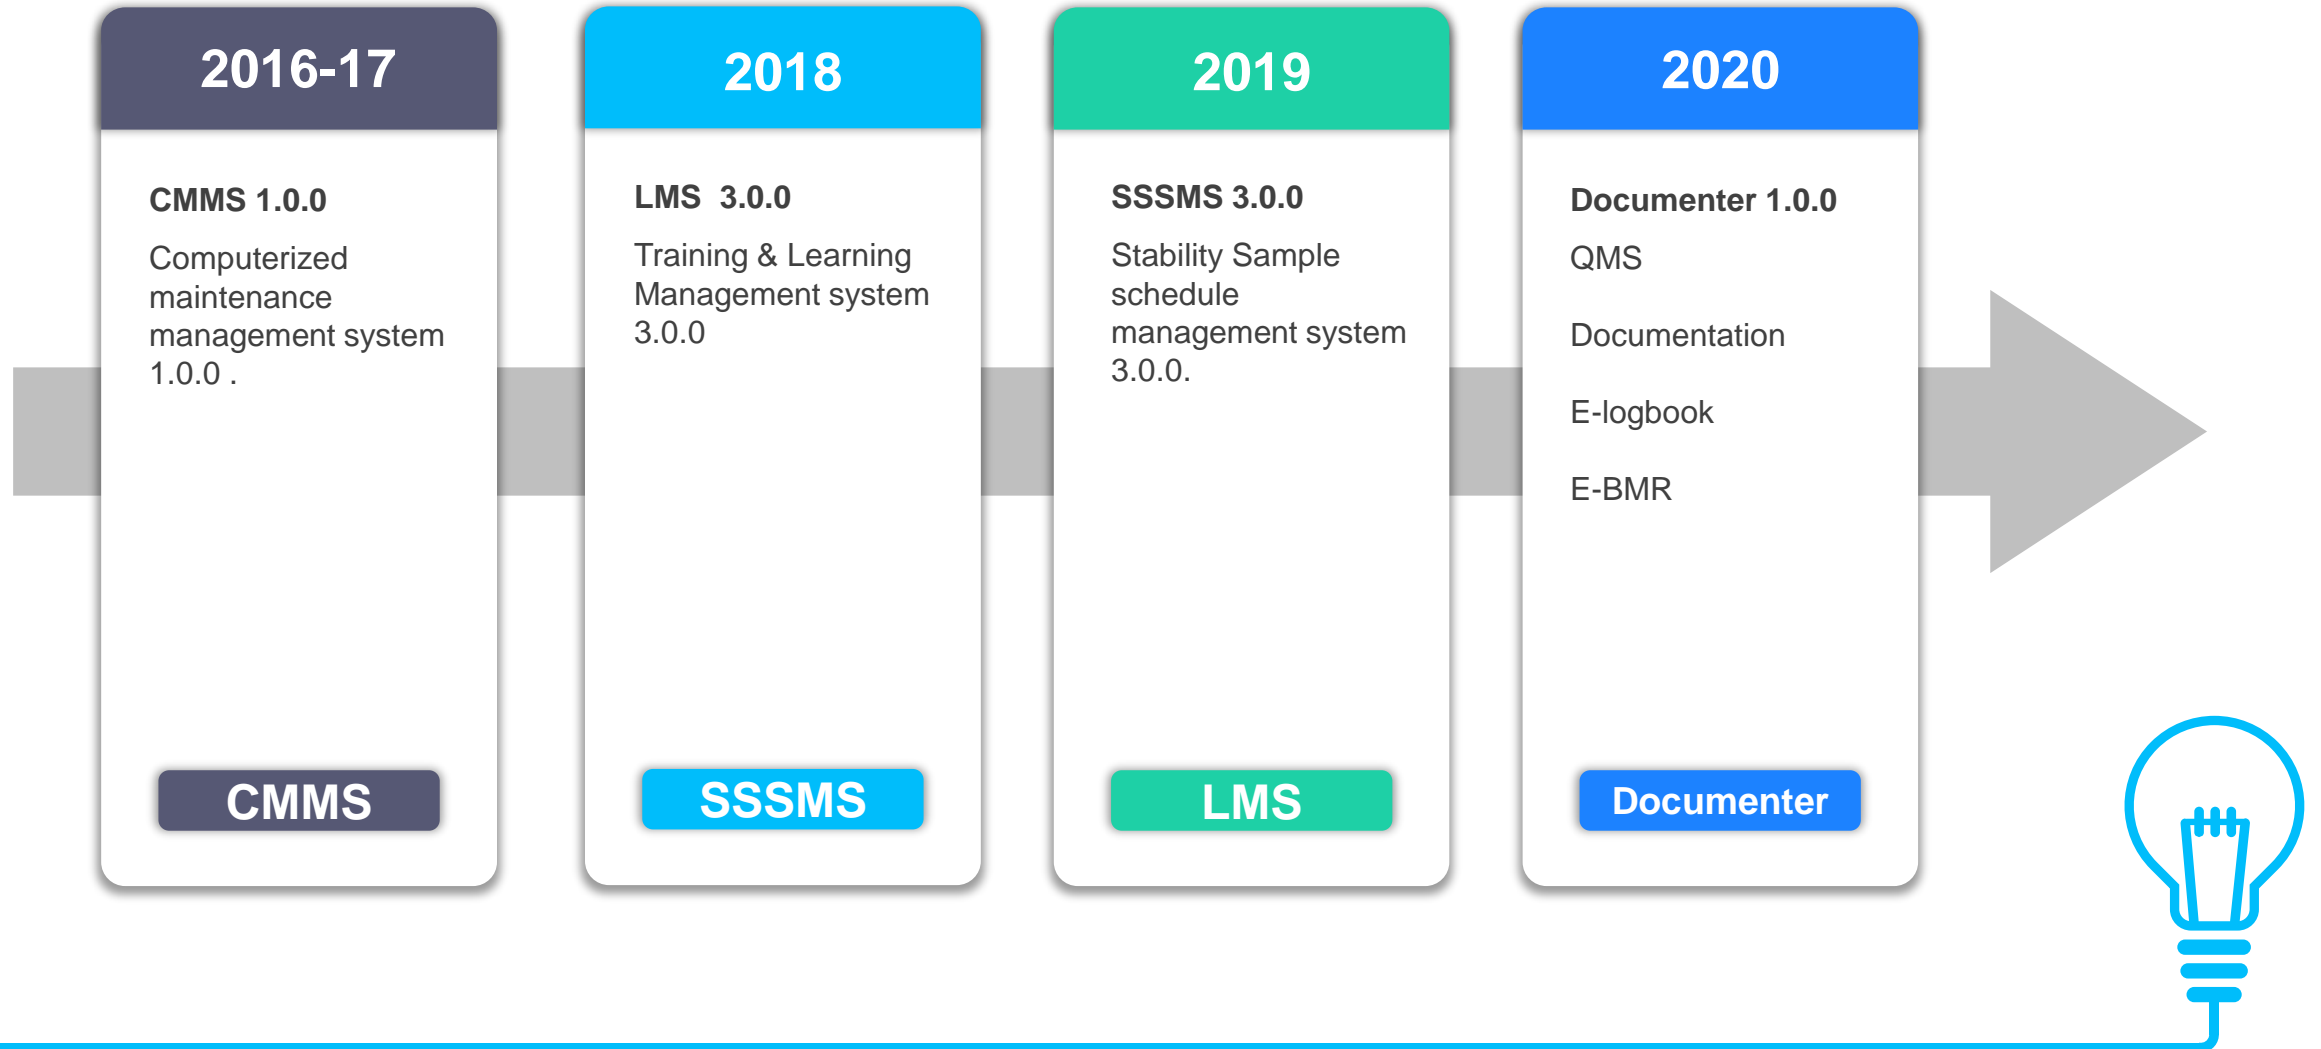 2016-17
CMMS 1.0.0
Computerized
maintenance
management system
1.0.0 .
CMMS
2018
LMS  3.0.0
Training & Learning
Management system
3.0.0
SSSMS
2019
SSSMS 3.0.0
Stability Sample
schedule
management system
3.0.0.
LMS
2020
Documenter 1.0.0
QMS
Documentation
E-logbook
E-BMR
Documenter